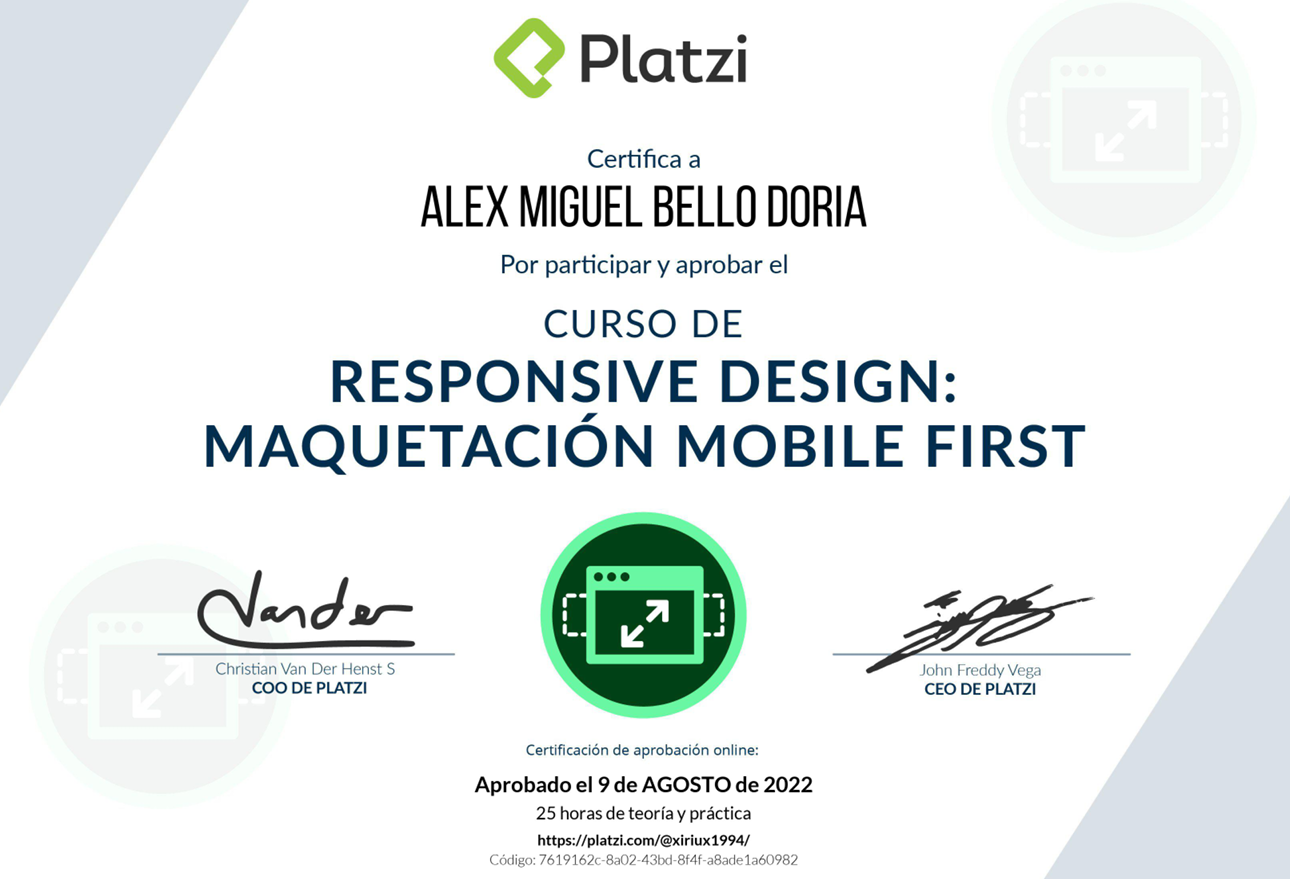 Platzi
Certifica a
ALEX MIGUEL BELLO DORIA
Por participar y aprobar el
CURSO DE
RESPONSIVE DESIGN:
MAQUETACIÓN MOBILE FIRST
Vander
Christian Van Der Henst S
COO DE PLATZI
John Freddy Vega
CEO DE PLATZI
Certificación de aprobación online:
Aprobado el 9 de AGOSTO de 2022
25 horas de teoría y práctica
https://platzi.com/@xiriux1994/
Código: 7619162c-8a02-43bd-8f4f-a8ade1a60982